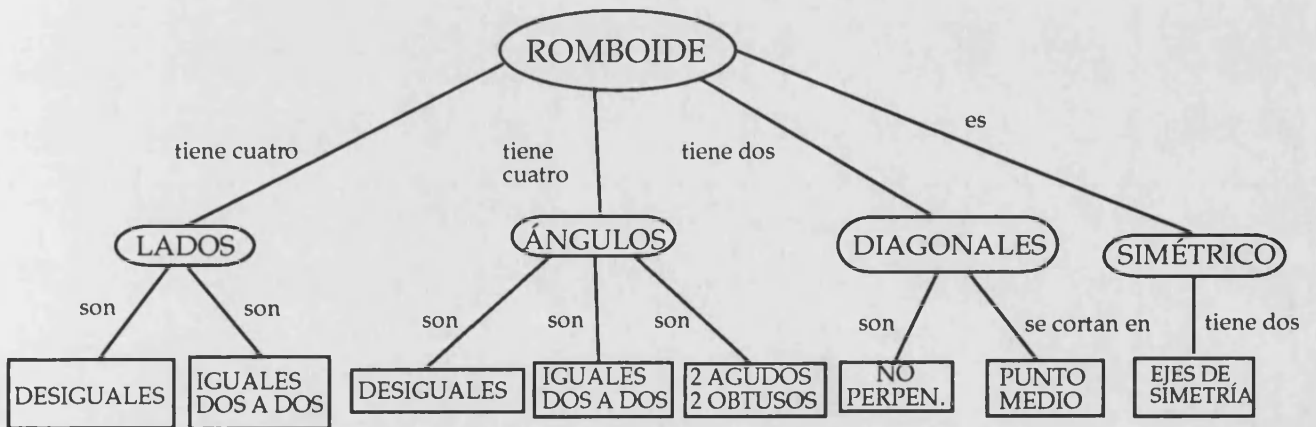 ROMBOIDE
es
tiene cuatro
tiene
cuatro
tiene dos
LADOS
ÁNGULOS
DIAGONALES
SIMÉTRICO
son
son
son
son
son
son
se cortan en
tiene dos
DESIGUALES
IGUALES
DOS A DOS
DESIGUALES
IGUALES
DOS A DOS
2 AGUDOS
2 OBTUSOS
NO
PERPEN.
PUNTO
MEDIO
EJES DE
SIMETRÍA